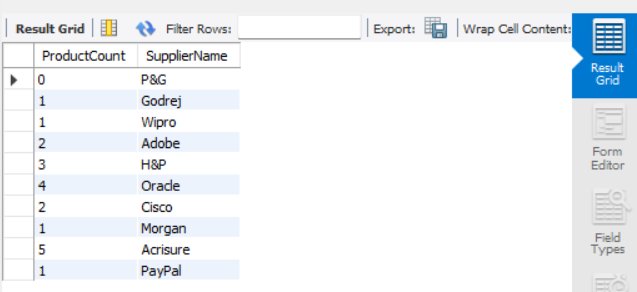 Result Grid Filter Rows: Export: Wrap Cell Content:
ProductCount SupplierName
0 P&G
1 Godrej
1 Wipro
2 Adobe
3 H&P
4 Oracle
2 Cisco
1 Morgan
5 Acrisure
1 PayPal
Result
Grid
Form
Editor
Field
Types